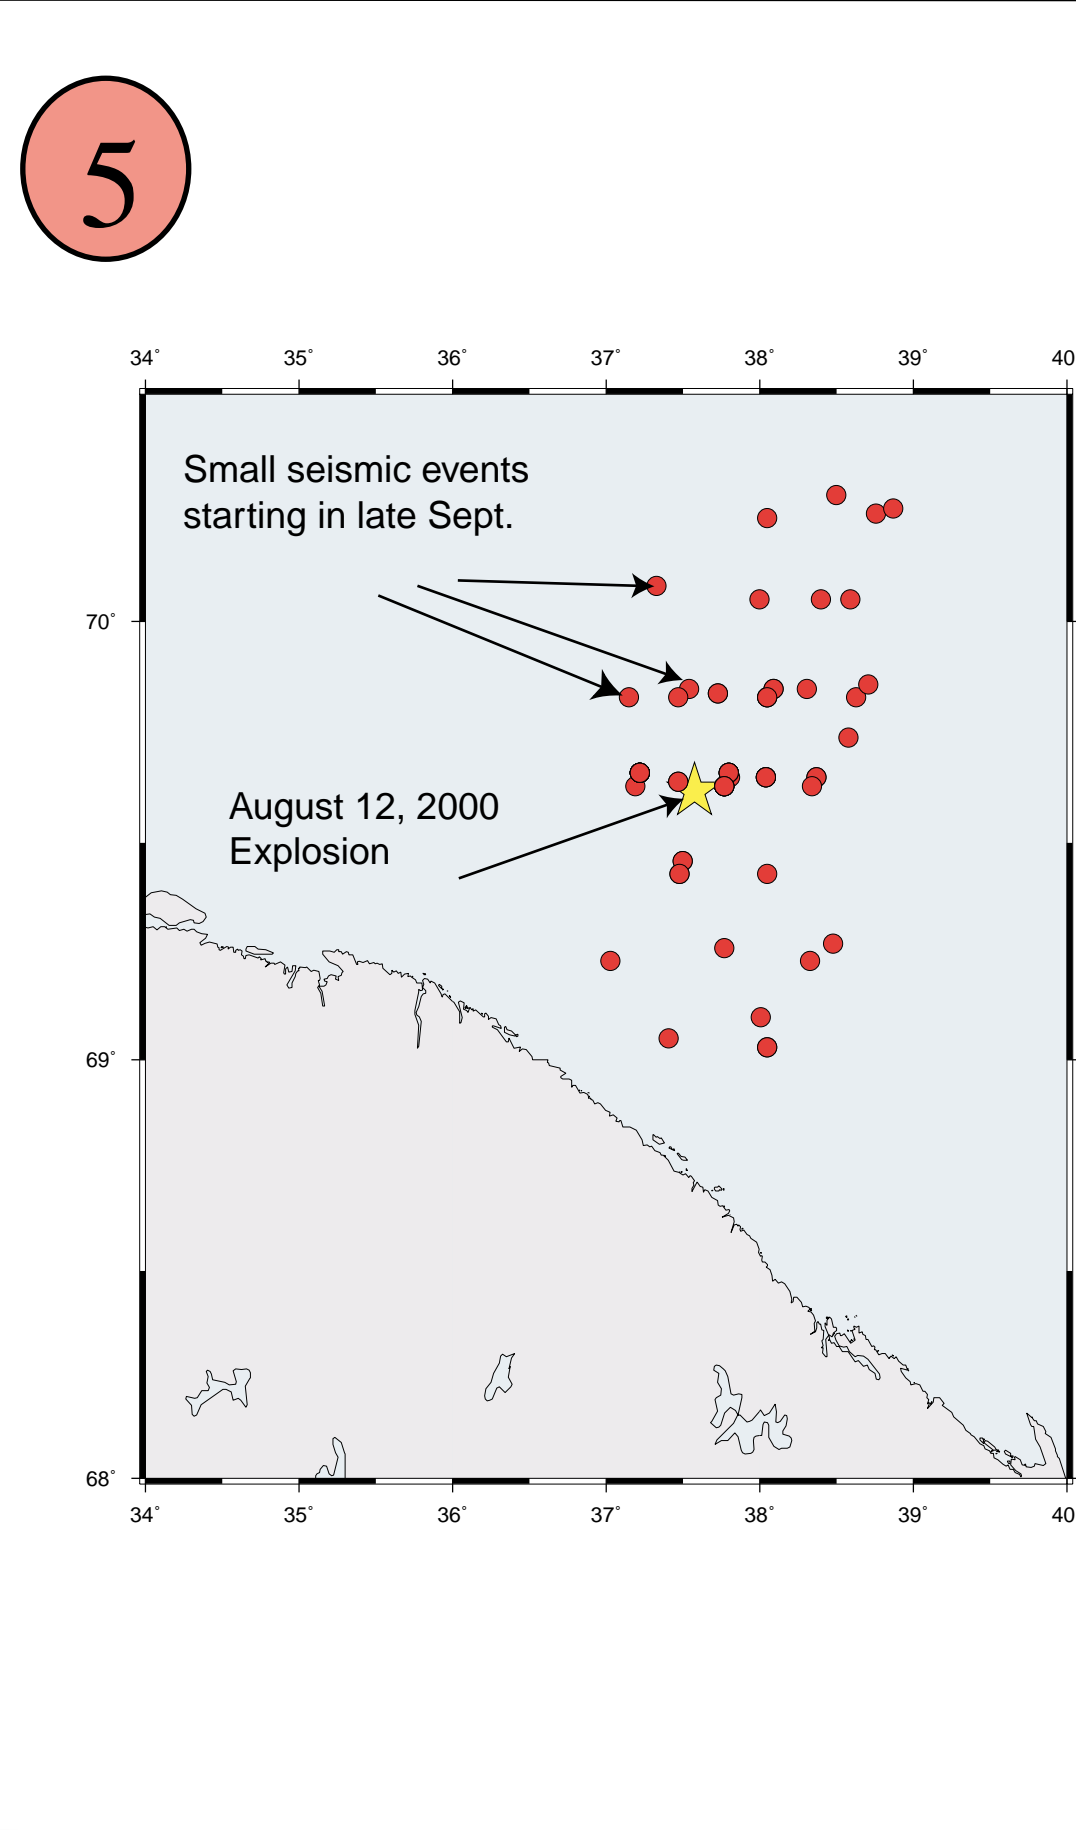 5
34° 35° 36° 37° 38° 39° 40
Small seismic events
starting in late Sept.
70°
August 12, 2000
Explosion
69°
68°
34° 35° 36° 37° 38° 39° 40